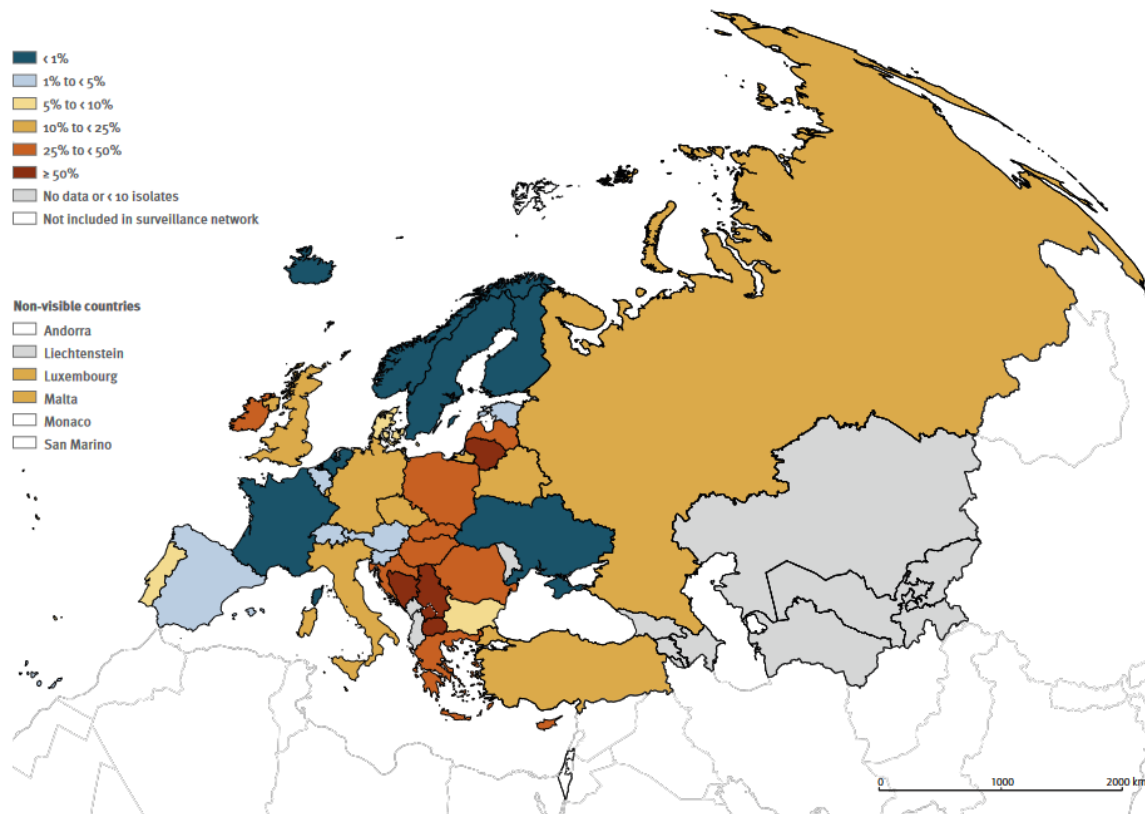 < 1%
1% to < 5%
5% to < 10%
10% to < 25%
25% to < 50%
≥ 50%
No data or < 10 isolates
Not included in surveillance network
Non-visible countries
Andorra
Liechtenstein
Luxembourg
Malta
Monaco
San Marino
0 1000 2000 km